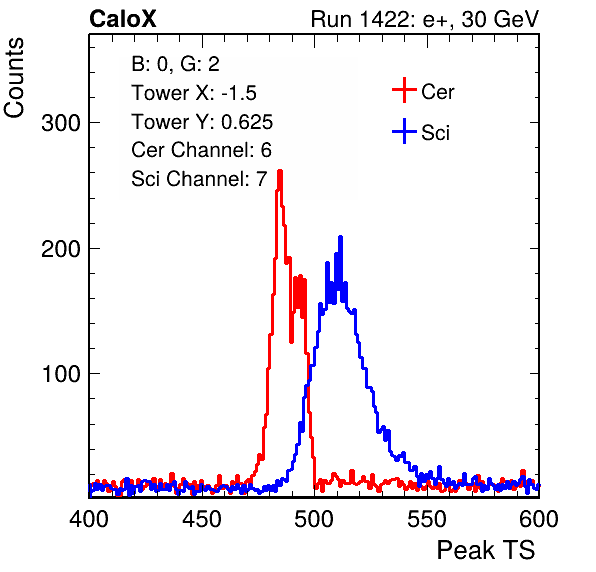 CaloX Run 1422: e+, 30 GeV
Counts
B: 0, G: 2
Tower X: -1.5
Tower Y: 0.625
Cer Channel: 6
Sci Channel: 7
Cer
Sci
300
200
100
400 450 500 550 600
Peak TS